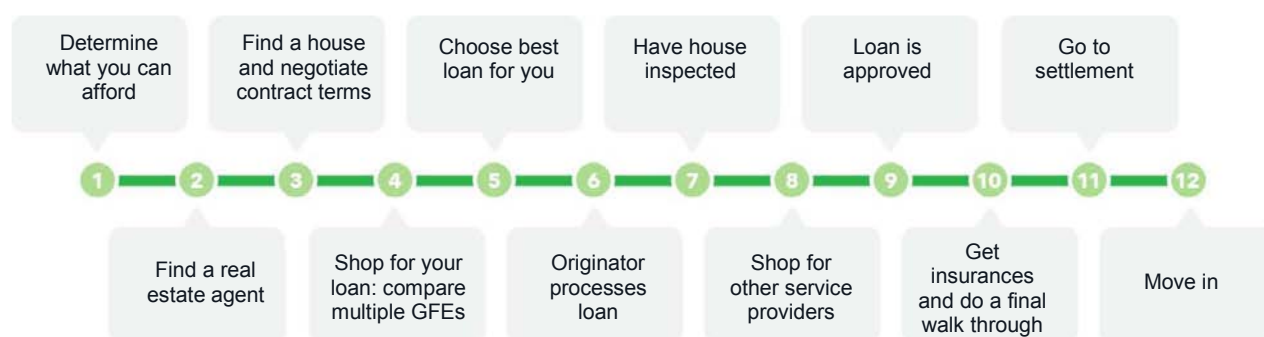 Determine
what you can
afford
Find a house
and negotiate
contract terms
Choose best
loan for you
Have house
inspected
Loan is
approved
Go to
settlement
1
2
3
4
5
6
7
8
9
10
11
12
Find a real
estate agent
Shop for your
loan: compare
multiple GFEs
Originator
processes
loan
Shop for
other service
providers
Get
insurances
and do a final
walk through
Move in